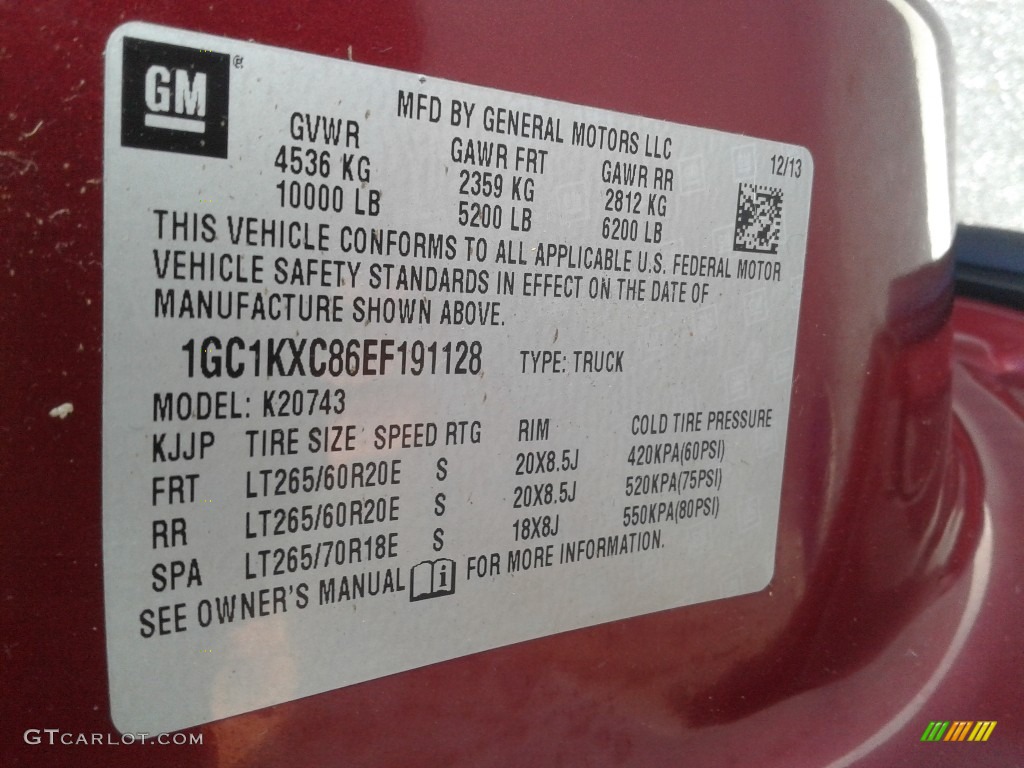 GM ®
MFD BY GENERAL MOTORS LLC
12/13
GVWR GAWR FRT GAWR RR
4536 KG 2359 KG 2812 KG
10000 LB 5200 LB 6200 LB
THIS VEHICLE CONFORMS TO ALL APPLICABLE U.S. FEDERAL MOTOR
VEHICLE SAFETY STANDARDS IN EFFECT ON THE DATE OF
MANUFACTURE SHOWN ABOVE.
1GC1KXC86EF191128 TYPE: TRUCK
MODEL: K20743
KJJP TIRE SIZE SPEED RTG RIM COLD TIRE PRESSURE
FRT LT265/60R20E S 20X8.5J 420KPA(60PSI)
RR LT265/60R20E S 20X8.5J 520KPA(75PSI)
SPA LT265/70R18E S 18X8J 550KPA(80PSI)
SEE OWNER'S MANUAL i FOR MORE INFORMATION.
GTCARLOT.COM